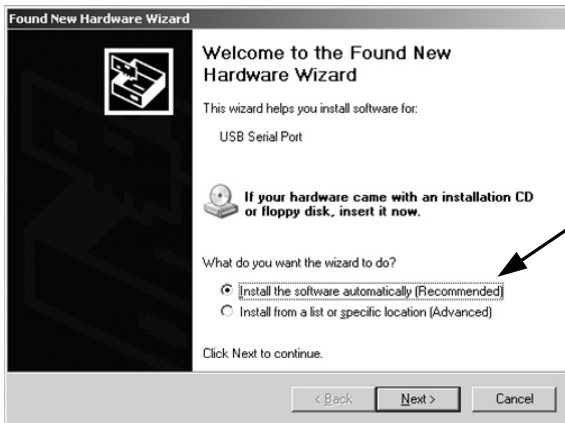 Found New Hardware Wizard
Welcome to the Found New
Hardware Wizard
This wizard helps you install software for:
USB Serial Port
If your hardware came with an installation CD
or floppy disk, insert it now.
What do you want the wizard to do?
Install the software automatically (Recommended)
Install from a list or specific location (Advanced)
Click Next to continue.
< Back Next > Cancel